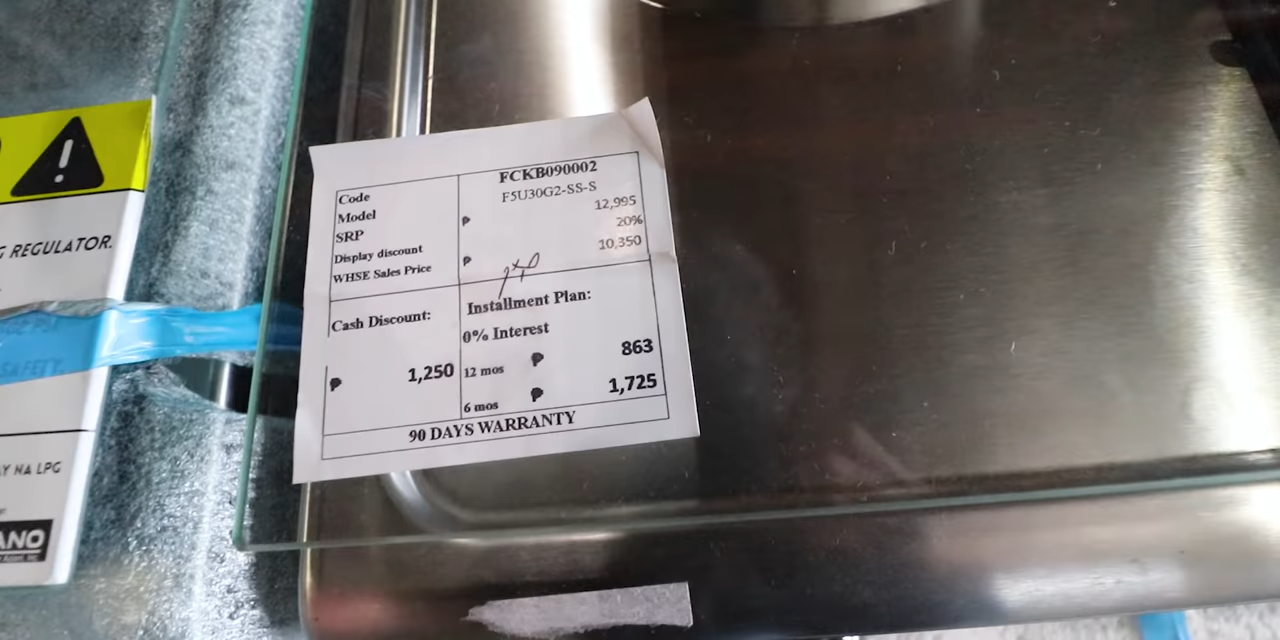 G REGULATOR.
SAFETY.
AY NA LPG
ANO
Code FCKB090002
Model F5U30G2-SS-S
SRP ₱ 12,995
Display discount 20%
WHSE Sales Price ₱ 10,350
Cash Discount:
₱ 1,250
Installment Plan:
0% Interest
12 mos ₱ 863
6 mos ₱ 1,725
90 DAYS WARRANTY